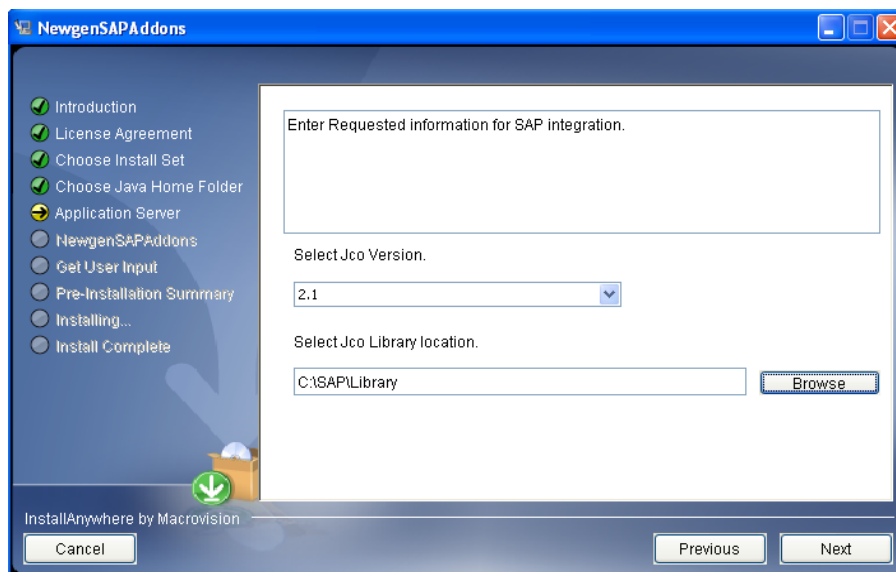 NewgenSAPAddons
Introduction
License Agreement
Choose Install Set
Choose Java Home Folder
Application Server
NewgenSAPAddons
Get User Input
Pre-Installation Summary
Installing...
Install Complete
Enter Requested information for SAP integration.
Select Jco Version.
2.1
Select Jco Library location.
C:\SAP\Library
Browse
InstallAnywhere by Macrovision
Cancel
Previous
Next